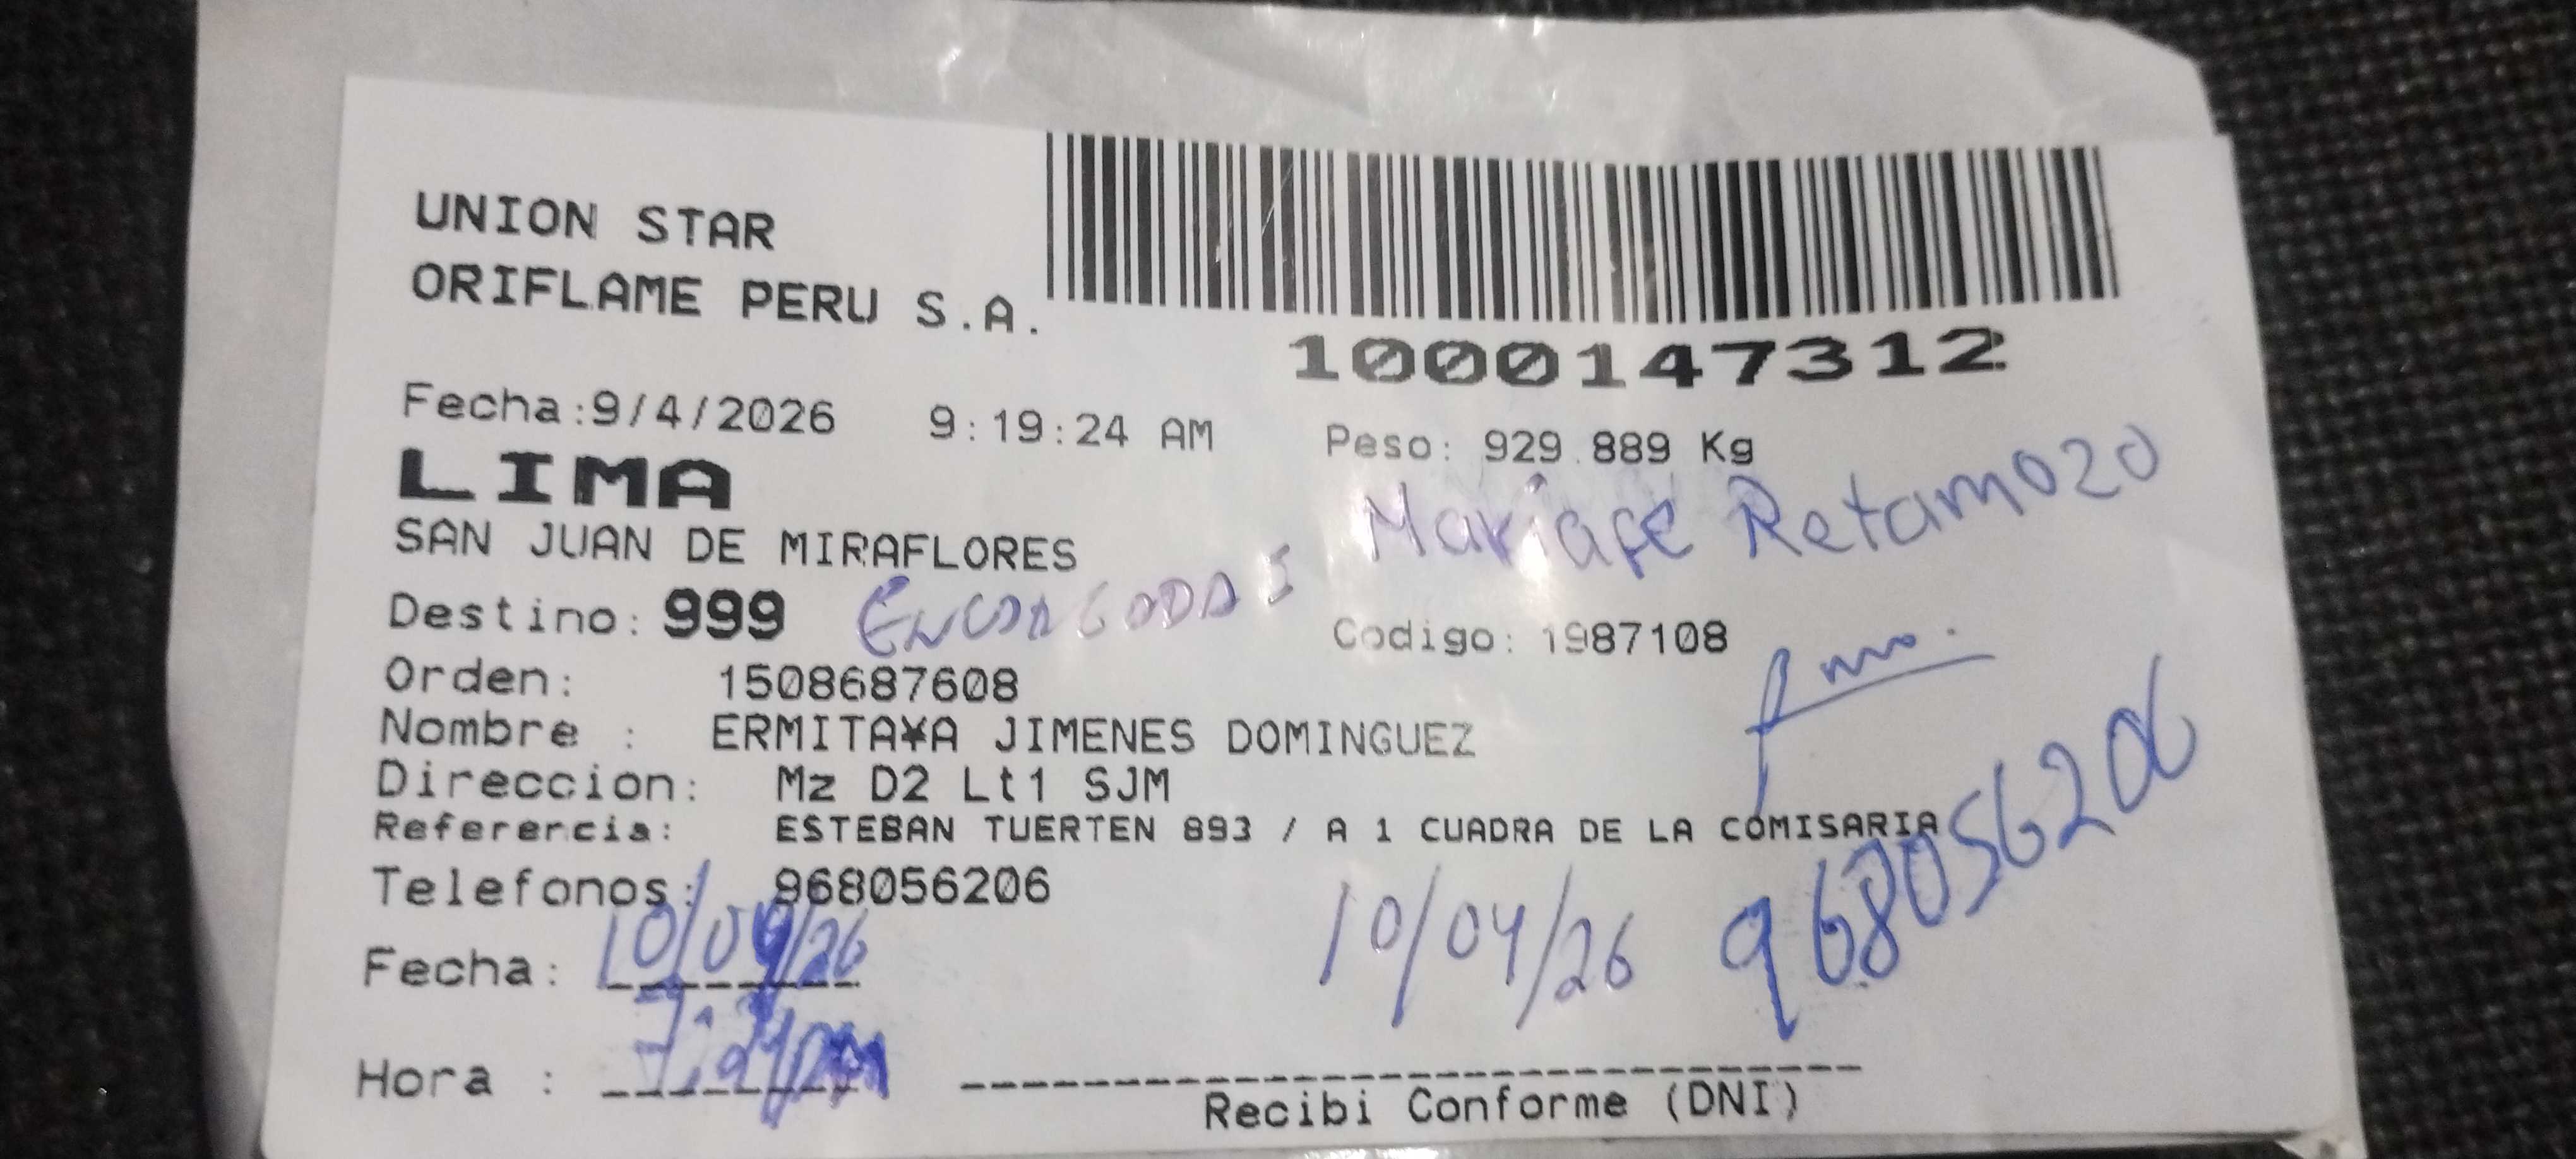 UNION STAR
ORIFLAME PERU S.A.
1000147312
Fecha:9/4/2026 9:19:24 AM Peso: 929.889 Kg
LIMA
Mariafe Retamozo
SAN JUAN DE MIRAFLORES
Destino: 999
Codigo: 1987108
Orden: 1508687608
Nombre : ERMITA¥A JIMENES DOMINGUEZ
Direccion: Mz D2 Lt1 SJM
Referercia: ESTEBAN TUERTEN 893 / A 1 CUADRA DE LA COMISARIA
Telefonos: 968056206
968056206
Fecha: 10/04/26
10/04/26
Hora :
Recibi Conforme (DNI)